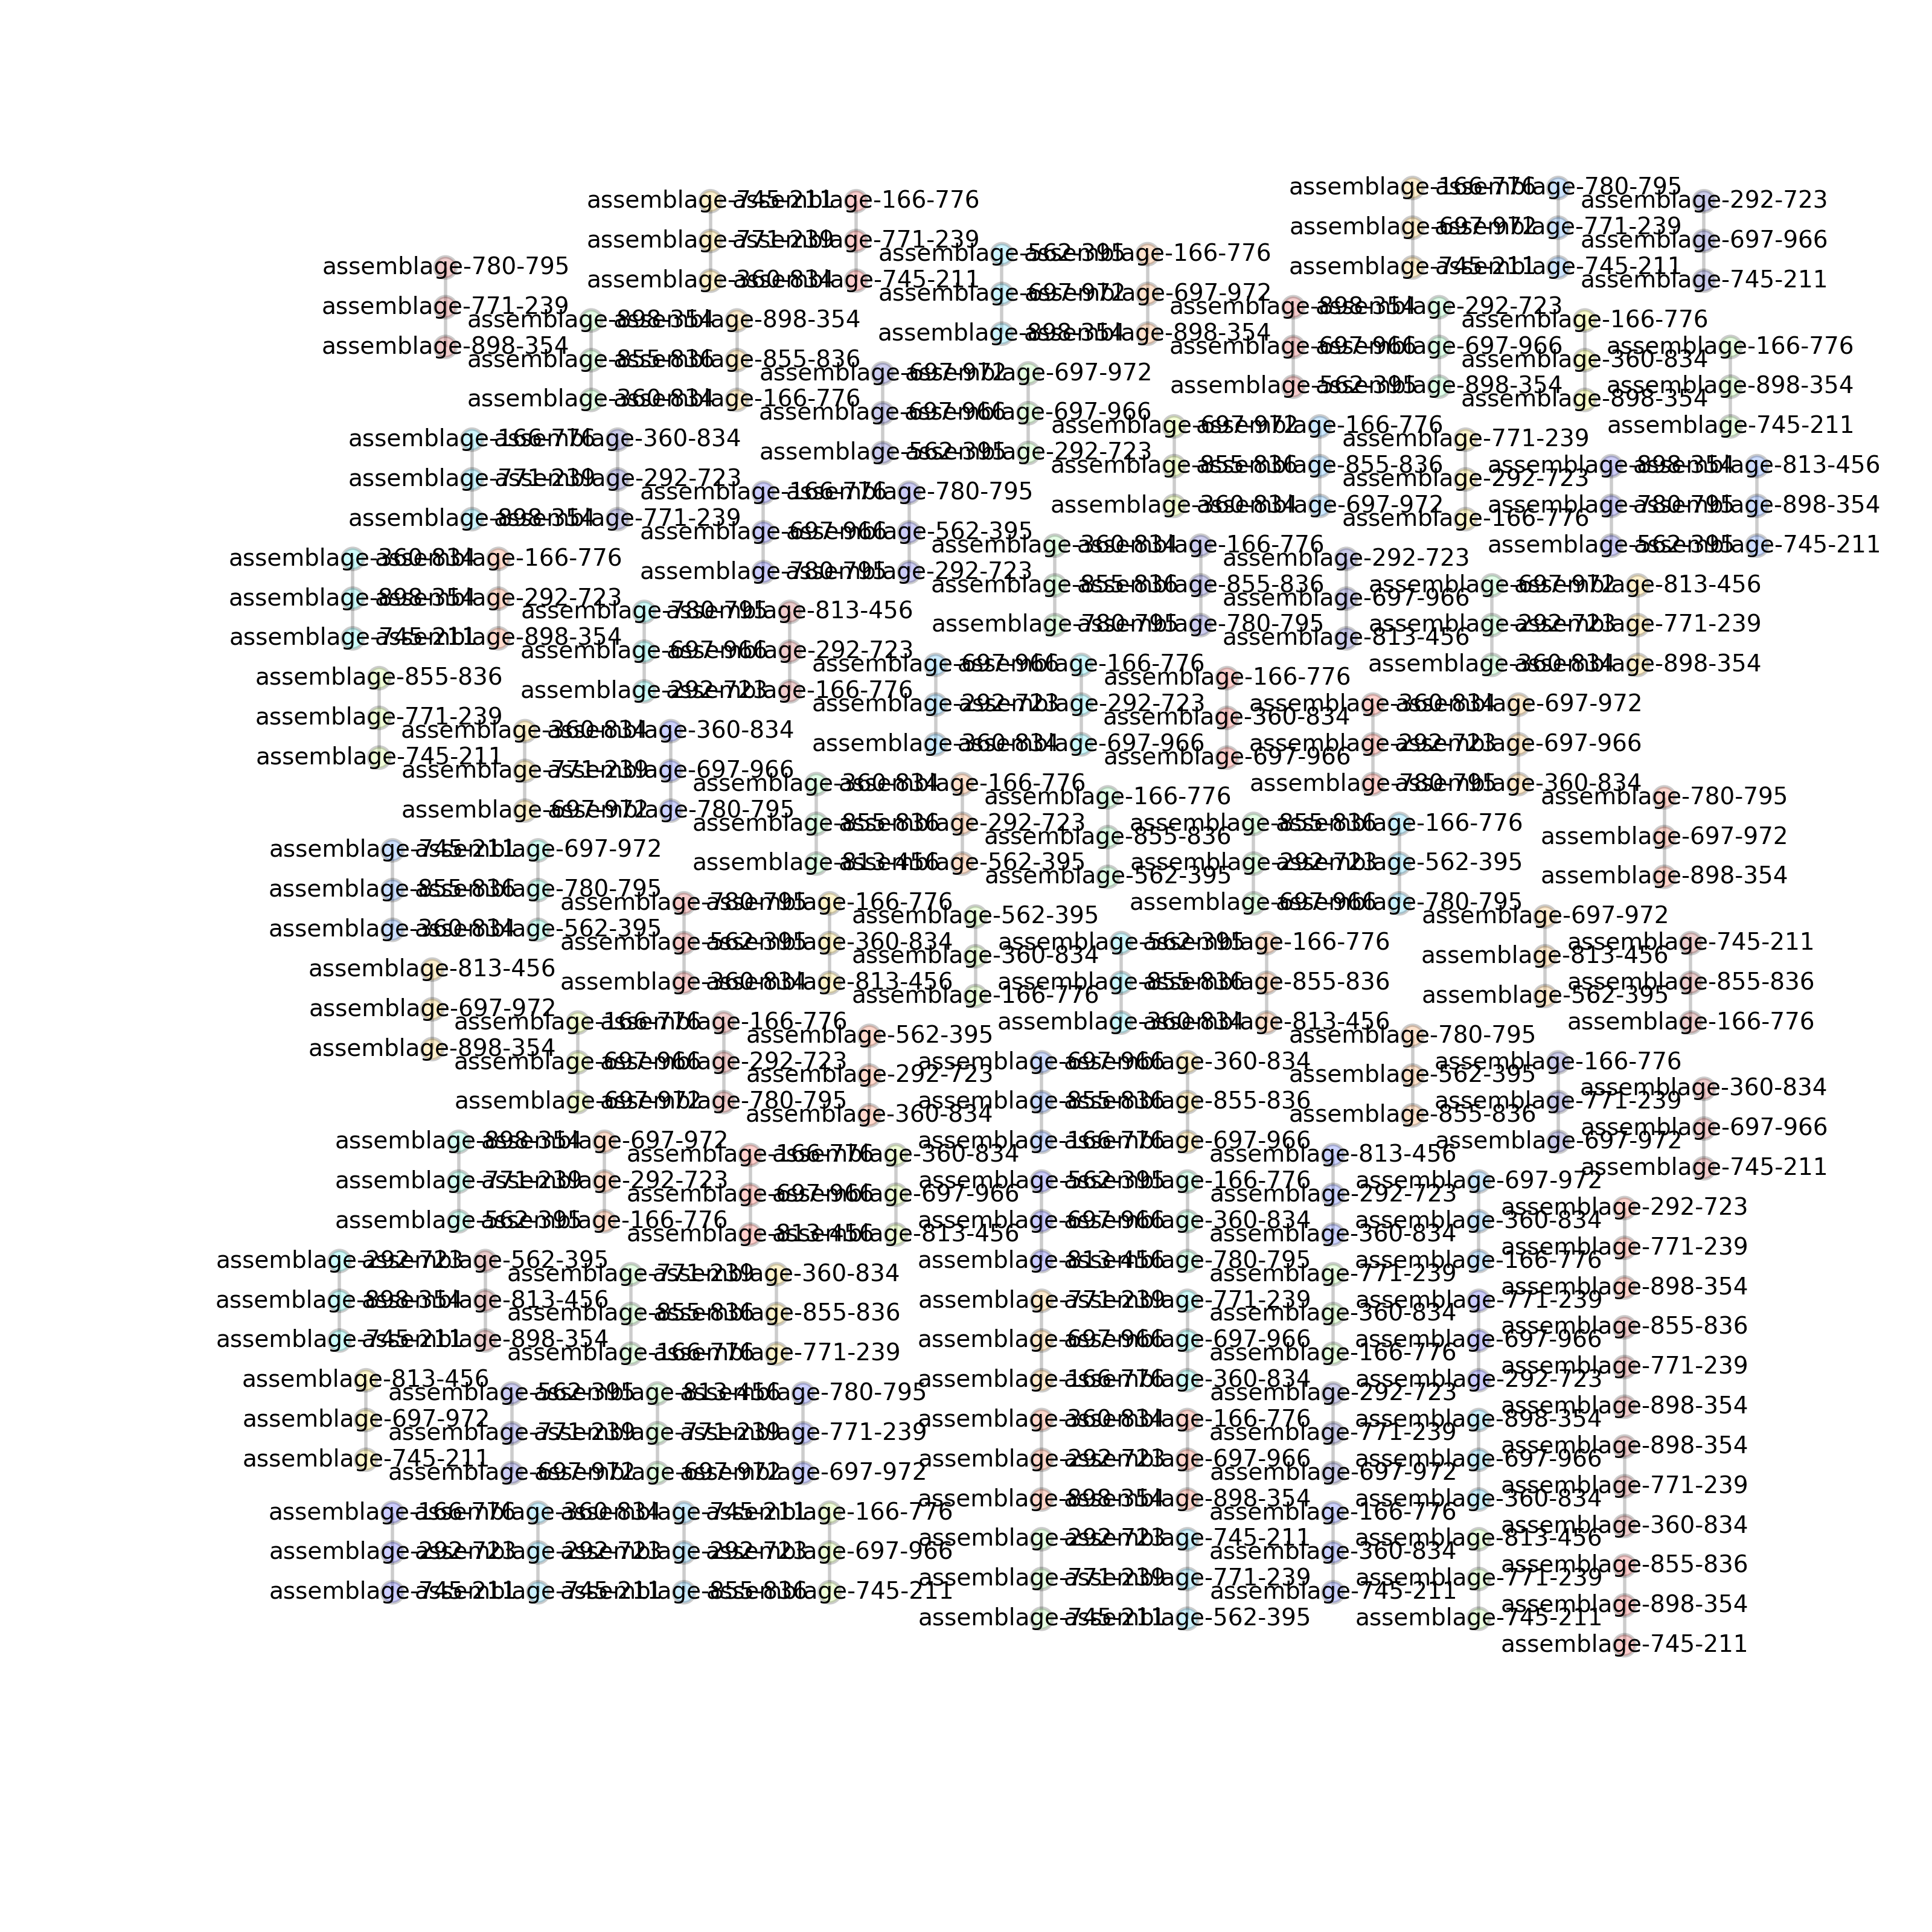 assemblage-166-776 assemblage-780-795
assemblage-745-211 assemblage-166-776 assemblage-292-723
assemblage-697-972 assemblage-771-239
assemblage-771-239 assemblage-771-239 assemblage-697-966
assemblage-562-395 assemblage-166-776
assemblage-780-795 assemblage-745-211 assemblage-745-211
assemblage-360-834 assemblage-745-211 assemblage-745-211
assemblage-697-972 assemblage-697-972
assemblage-771-239 assemblage-898-354 assemblage-292-723
assemblage-898-354 assemblage-898-354 assemblage-166-776
assemblage-898-354 assemblage-898-354
assemblage-898-354 assemblage-697-966 assemblage-697-966 assemblage-166-776
assemblage-855-836 assemblage-855-836 assemblage-360-834
assemblage-697-972 assemblage-697-972
assemblage-562-395 assemblage-898-354 assemblage-898-354
assemblage-360-834 assemblage-166-776 assemblage-898-354
assemblage-697-966 assemblage-697-966
assemblage-697-972 assemblage-166-776 assemblage-745-211
assemblage-166-776 assemblage-360-834 assemblage-771-239
assemblage-562-395 assemblage-292-723
assemblage-855-836 assemblage-855-836 assemblage-898-354 assemblage-813-456
assemblage-771-239 assemblage-292-723 assemblage-292-723
assemblage-166-776 assemblage-780-795
assemblage-360-834 assemblage-697-972 assemblage-780-795 assemblage-898-354
assemblage-898-354 assemblage-771-239 assemblage-166-776
assemblage-697-966 assemblage-562-395
assemblage-360-834 assemblage-166-776 assemblage-562-395 assemblage-745-211
assemblage-360-834 assemblage-166-776 assemblage-292-723
assemblage-780-795 assemblage-292-723
assemblage-855-836 assemblage-855-836 assemblage-697-972 assemblage-813-456
assemblage-898-354 assemblage-292-723 assemblage-697-966
assemblage-780-795 assemblage-813-456
assemblage-780-795 assemblage-780-795 assemblage-292-723 assemblage-771-239
assemblage-745-211 assemblage-898-354 assemblage-813-456
assemblage-697-966 assemblage-292-723
assemblage-697-966 assemblage-166-776 assemblage-360-834 assemblage-898-354
assemblage-855-836 assemblage-166-776
assemblage-292-723 assemblage-166-776
assemblage-292-723 assemblage-292-723 assemblage-360-834 assemblage-697-972
assemblage-771-239 assemblage-360-834
assemblage-360-834 assemblage-360-834
assemblage-360-834 assemblage-697-966 assemblage-292-723 assemblage-697-966
assemblage-745-211 assemblage-697-966
assemblage-771-239 assemblage-697-966
assemblage-360-834 assemblage-166-776 assemblage-780-795 assemblage-360-834
assemblage-166-776 assemblage-780-795
assemblage-697-972 assemblage-780-795
assemblage-855-836 assemblage-292-723 assemblage-855-836 assemblage-166-776
assemblage-855-836 assemblage-697-972
assemblage-745-211 assemblage-697-972
assemblage-813-456 assemblage-562-395 assemblage-292-723 assemblage-562-395
assemblage-562-395 assemblage-898-354
assemblage-855-836 assemblage-780-795
assemblage-780-795 assemblage-166-776 assemblage-697-966 assemblage-780-795
assemblage-562-395 assemblage-697-972
assemblage-360-834 assemblage-562-395
assemblage-562-395 assemblage-360-834 assemblage-562-395 assemblage-166-776 assemblage-745-211
assemblage-360-834 assemblage-813-456
assemblage-813-456
assemblage-360-834 assemblage-813-456 assemblage-855-836 assemblage-855-836 assemblage-855-836
assemblage-166-776 assemblage-562-395
assemblage-697-972
assemblage-166-776 assemblage-166-776 assemblage-360-834 assemblage-813-456 assemblage-166-776
assemblage-562-395 assemblage-780-795
assemblage-898-354
assemblage-697-966 assemblage-292-723 assemblage-697-966 assemblage-360-834 assemblage-166-776
assemblage-292-723 assemblage-562-395
assemblage-360-834
assemblage-697-972 assemblage-780-795 assemblage-855-836 assemblage-855-836 assemblage-771-239
assemblage-360-834 assemblage-855-836
assemblage-697-966
assemblage-898-354 assemblage-697-972 assemblage-166-776 assemblage-697-966 assemblage-697-972
assemblage-166-776 assemblage-360-834 assemblage-813-456
assemblage-745-211
assemblage-771-239 assemblage-292-723 assemblage-562-395 assemblage-166-776 assemblage-697-972
assemblage-697-966 assemblage-697-966 assemblage-292-723
assemblage-292-723
assemblage-562-395 assemblage-166-776 assemblage-697-966 assemblage-360-834 assemblage-360-834
assemblage-813-456 assemblage-813-456 assemblage-360-834
assemblage-771-239
assemblage-292-723 assemblage-562-395 assemblage-813-456 assemblage-780-795 assemblage-166-776
assemblage-771-239 assemblage-360-834 assemblage-771-239
assemblage-898-354
assemblage-898-354 assemblage-813-456 assemblage-771-239 assemblage-771-239 assemblage-771-239
assemblage-855-836 assemblage-855-836 assemblage-360-834
assemblage-855-836
assemblage-745-211 assemblage-898-354 assemblage-697-966 assemblage-697-966 assemblage-697-966
assemblage-166-776 assemblage-771-239 assemblage-166-776
assemblage-771-239
assemblage-813-456 assemblage-166-776 assemblage-360-834 assemblage-292-723
assemblage-562-395 assemblage-813-456 assemblage-780-795 assemblage-292-723
assemblage-898-354
assemblage-697-972 assemblage-360-834 assemblage-166-776 assemblage-898-354
assemblage-771-239 assemblage-771-239 assemblage-771-239 assemblage-771-239
assemblage-898-354
assemblage-745-211 assemblage-292-723 assemblage-697-966 assemblage-697-966
assemblage-697-972 assemblage-697-972 assemblage-697-972 assemblage-697-972
assemblage-771-239
assemblage-898-354 assemblage-898-354 assemblage-360-834
assemblage-166-776 assemblage-360-834 assemblage-745-211 assemblage-166-776 assemblage-166-776
assemblage-360-834
assemblage-292-723 assemblage-745-211 assemblage-813-456
assemblage-292-723 assemblage-292-723 assemblage-292-723 assemblage-697-966 assemblage-360-834
assemblage-855-836
assemblage-771-239 assemblage-771-239 assemblage-771-239
assemblage-745-211 assemblage-745-211 assemblage-855-836 assemblage-745-211 assemblage-745-211
assemblage-898-354
assemblage-745-211 assemblage-562-395 assemblage-745-211
assemblage-745-211